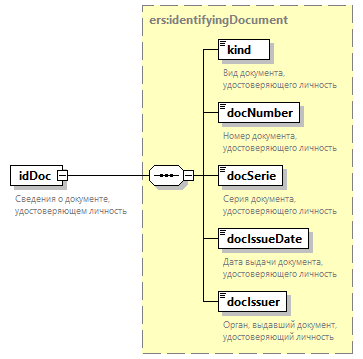 ers:identifyingDocument
kind
Вид документа,
удостоверяющего личность
docNumber
Номер документа,
удостоверяющего личность
idDoc
Сведения о документе,
удостоверяющем личность
docSerie
Серия документа,
удостоверяющего личность
docIssueDate
Дата выдачи документа,
удостоверяющего личность
docIssuer
Орган, выдавший документ,
удостоверяющий личность